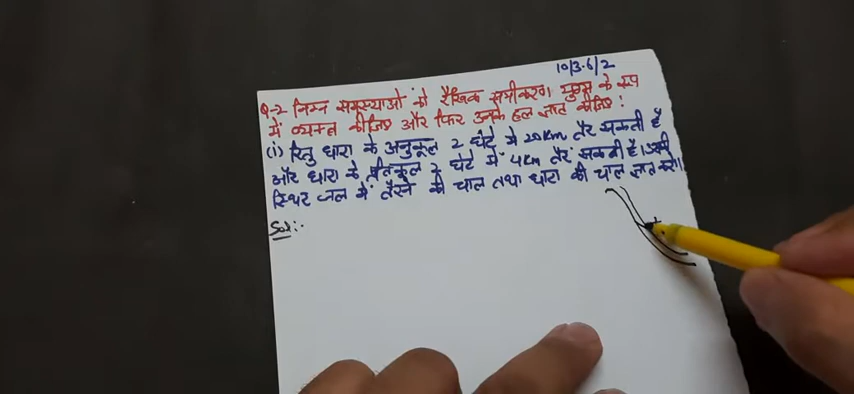 10/3.6/2
Q-2 निम्न समस्याओं को रैखिक समीकरण युग्म के रूप
में व्यक्त कीजिए और फिर उनके हल ज्ञात कीजिए:
(i) रितु धारा के अनुकूल 2 घंटे में 20km तैर सकती है
और धारा के प्रतिकूल 2 घंटे में 4km तैर सकती है। उसकी
स्थिर जल में तैरने की चाल तथा धारा की चाल ज्ञात करो।
Sol:-